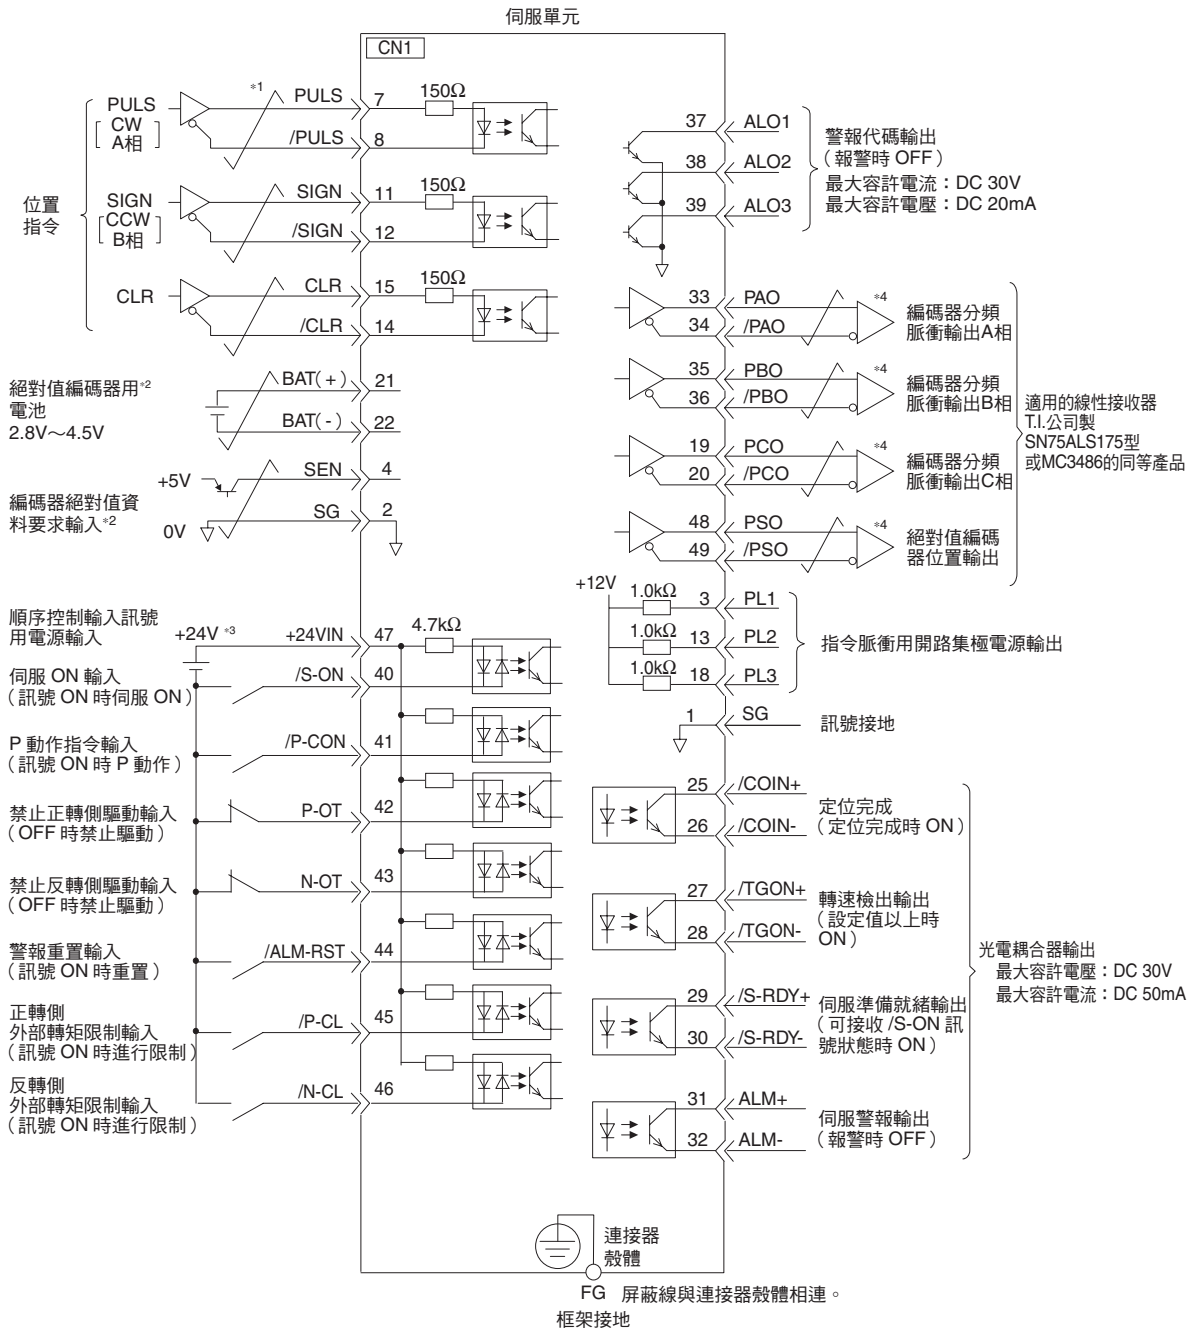 伺服單元
CN1
位置
指令
PULS
CW
A相
*1
PULS
7
150Ω
/PULS
8
SIGN
CCW
B相
SIGN
11
150Ω
/SIGN
12
CLR
CLR
15
150Ω
/CLR
14
絕對值編碼器用*2
電池
2.8V～4.5V
BAT(+)
21
BAT(-)
22
編碼器絕對值資
料要求輸入*2
+5V
SEN
4
0V
SG
2
順序控制輸入訊號
用電源輸入
+24V *3
+24VIN
47
4.7kΩ
伺服 ON 輸入
（訊號 ON 時伺服 ON）
/S-ON
40
P 動作指令輸入
（訊號 ON 時 P 動作）
/P-CON
41
禁止正轉側驅動輸入
（OFF 時禁止驅動）
P-OT
42
禁止反轉側驅動輸入
（OFF 時禁止驅動）
N-OT
43
警報重置輸入
（訊號 ON 時重置）
/ALM-RST
44
正轉側
外部轉矩限制輸入
（訊號 ON 時進行限制）
/P-CL
45
反轉側
外部轉矩限制輸入
（訊號 ON 時進行限制）
/N-CL
46
37
ALO1
38
ALO2
39
ALO3
警報代碼輸出
（報警時 OFF）
最大容許電流：DC 30V
最大容許電壓：DC 20mA
33
PAO
34
/PAO
*4
編碼器分頻
脈衝輸出A相
35
PBO
36
/PBO
*4
編碼器分頻
脈衝輸出B相
19
PCO
20
/PCO
*4
編碼器分頻
脈衝輸出C相
48
PSO
49
/PSO
*4
絕對值編碼
器位置輸出
適用的線性接收器
T.I.公司製
SN75ALS175型
或MC3486的同等產品
+12V
1.0kΩ
3
PL1
1.0kΩ
13
PL2
1.0kΩ
18
PL3
指令脈衝用開路集極電源輸出
1
SG
訊號接地
25
/COIN+
26
/COIN-
定位完成
（定位完成時 ON）
27
/TGON+
28
/TGON-
轉速檢出輸出
（設定值以上時
ON）
29
/S-RDY+
30
/S-RDY-
伺服準備就緒輸出
（可接收 /S-ON 訊
號狀態時 ON）
31
ALM+
32
ALM-
伺服警報輸出
（報警時 OFF）
光電耦合器輸出
最大容許電壓：DC 30V
最大容許電流：DC 50mA
連接器
殼體
FG
屏蔽線與連接器殼體相連。
框架接地